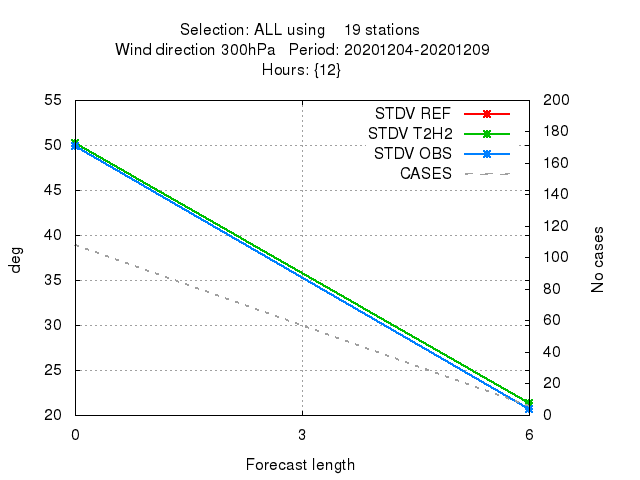 Selection: ALL using 19 stations
Wind direction 300hPa Period: 20201204-20201209
Hours: {12}
55
50
45
40
35
30
25
20
deg
200
180
160
140
120
100
80
60
40
20
0
No cases
STDV REF
STDV T2H2
STDV OBS
CASES
0
3
6
Forecast length